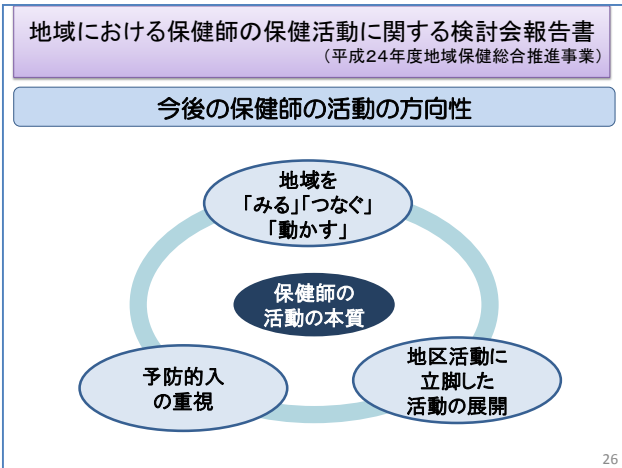 地域における保健師の保健活動に関する検討会報告書
(平成24年度地域保健総合推進事業)
今後の保健師の活動の方向性
地域を
「みる」「つなぐ」
「動かす」
保健師の
活動の本質
予防的入
の重視
地区活動に
立脚した
活動の展開
26